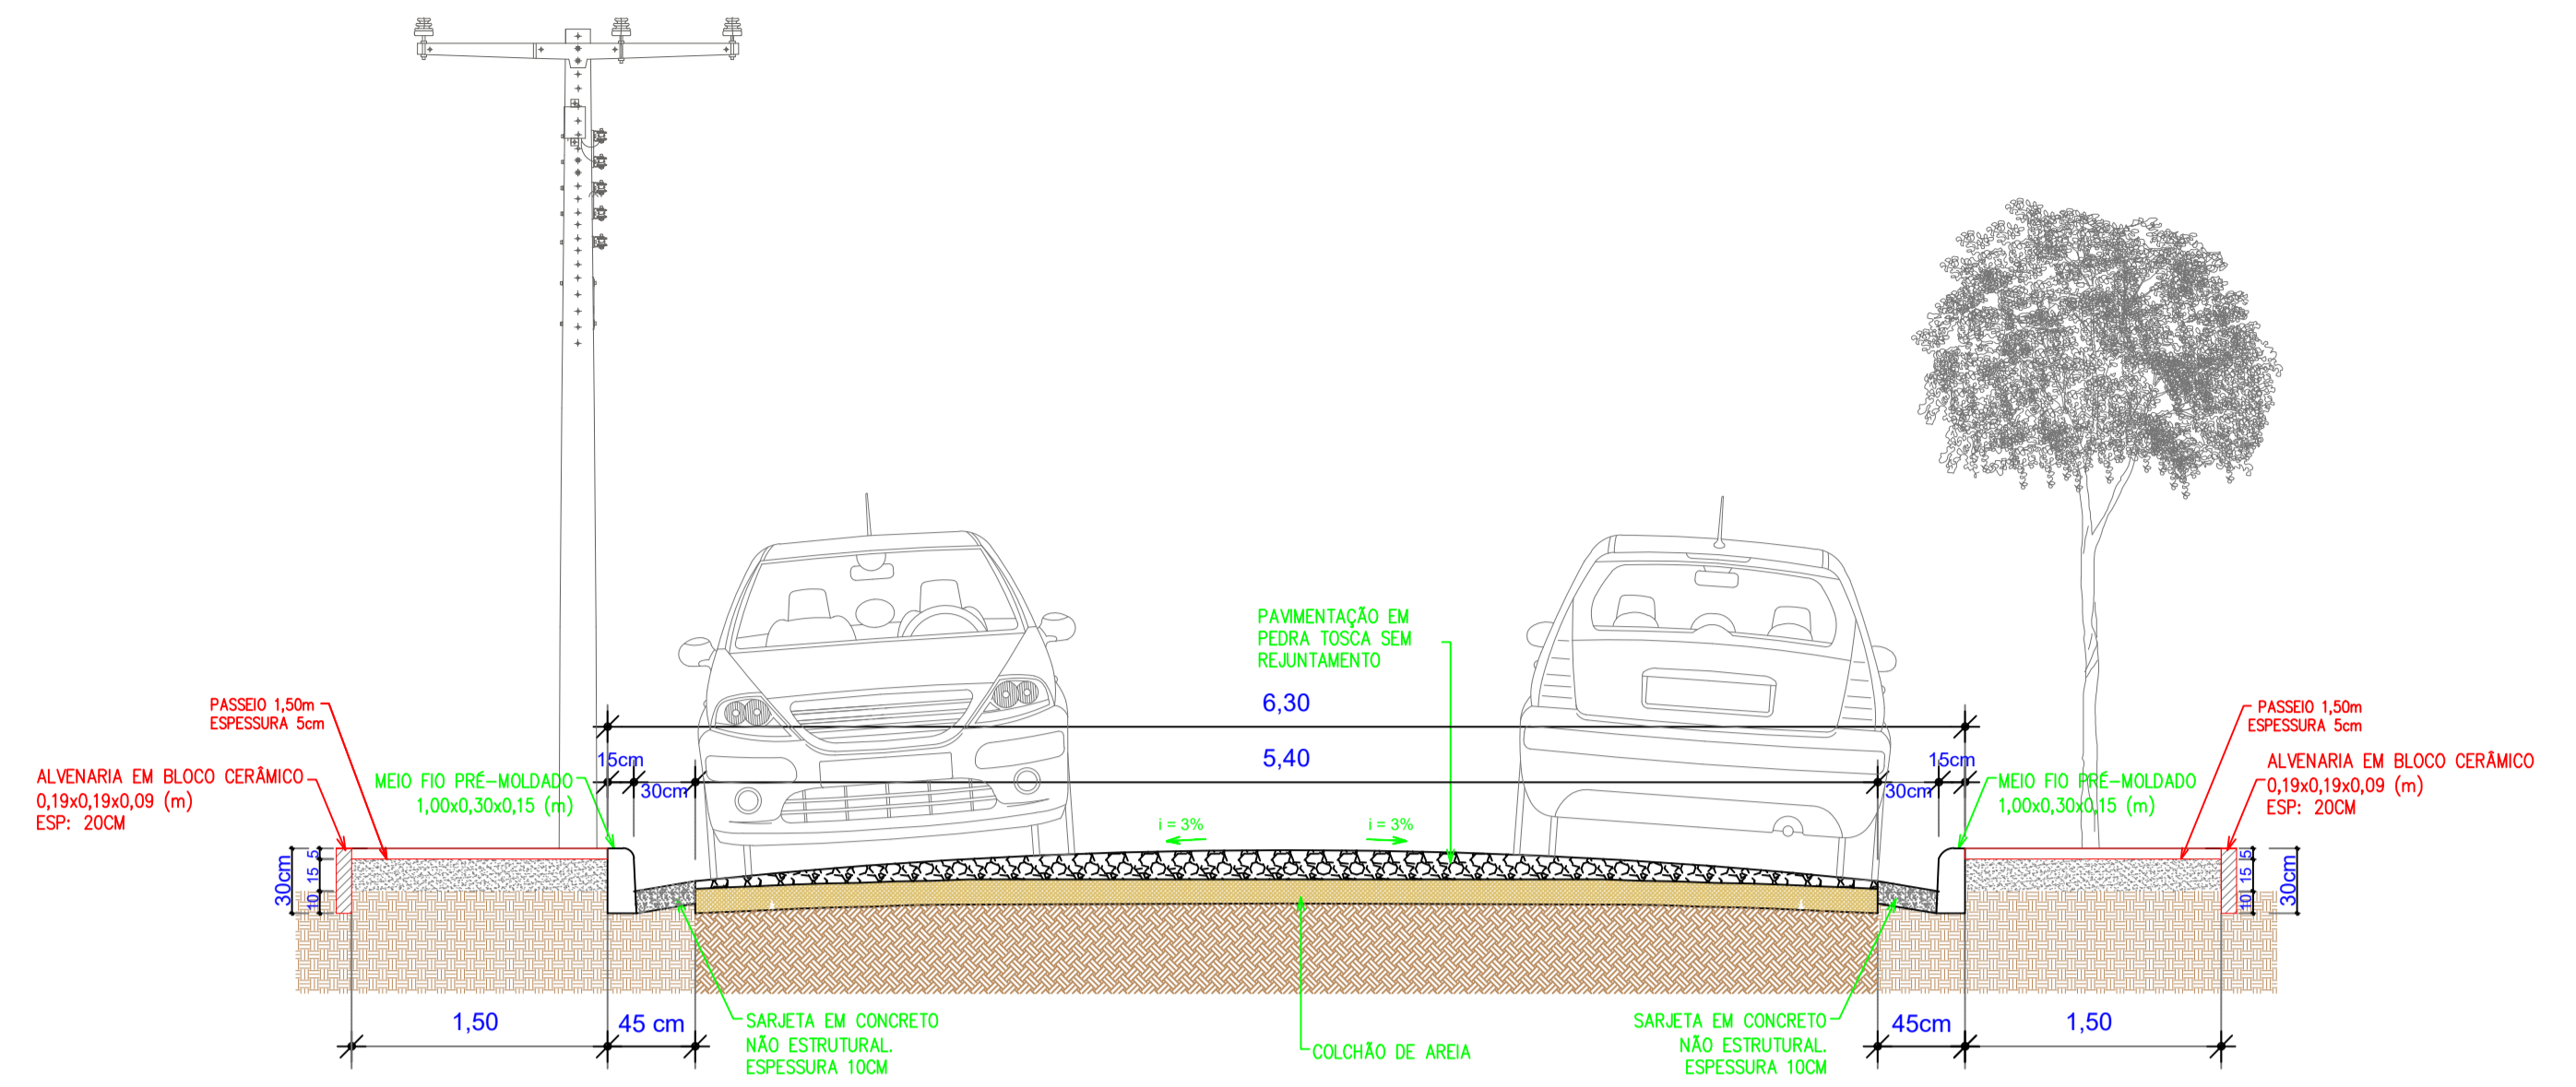 PAVIMENTAÇÃO EM
PEDRA TOSCA SEM
REJUNTAMENTO
6,30
5,40
15cm
30cm
15cm
30cm
i = 3%
i = 3%
PASSEIO 1,50m
ESPESSURA 5cm
ALVENARIA EM BLOCO CERÂMICO
0,19x0,19x0,09 (m)
ESP: 20CM
MEIO FIO PRÉ-MOLDADO
1,00x0,30x0,15 (m)
PASSEIO 1,50m
ESPESSURA 5cm
ALVENARIA EM BLOCO CERÂMICO
0,19x0,19x0,09 (m)
ESP: 20CM
MEIO FIO PRÉ-MOLDADO
1,00x0,30x0,15 (m)
30cm
5
15
10
5
15
10
30cm
1,50
45 cm
SARJETA EM CONCRETO
NÃO ESTRUTURAL.
ESPESSURA 10CM
COLCHÃO DE AREIA
SARJETA EM CONCRETO
NÃO ESTRUTURAL.
ESPESSURA 10CM
45cm
1,50